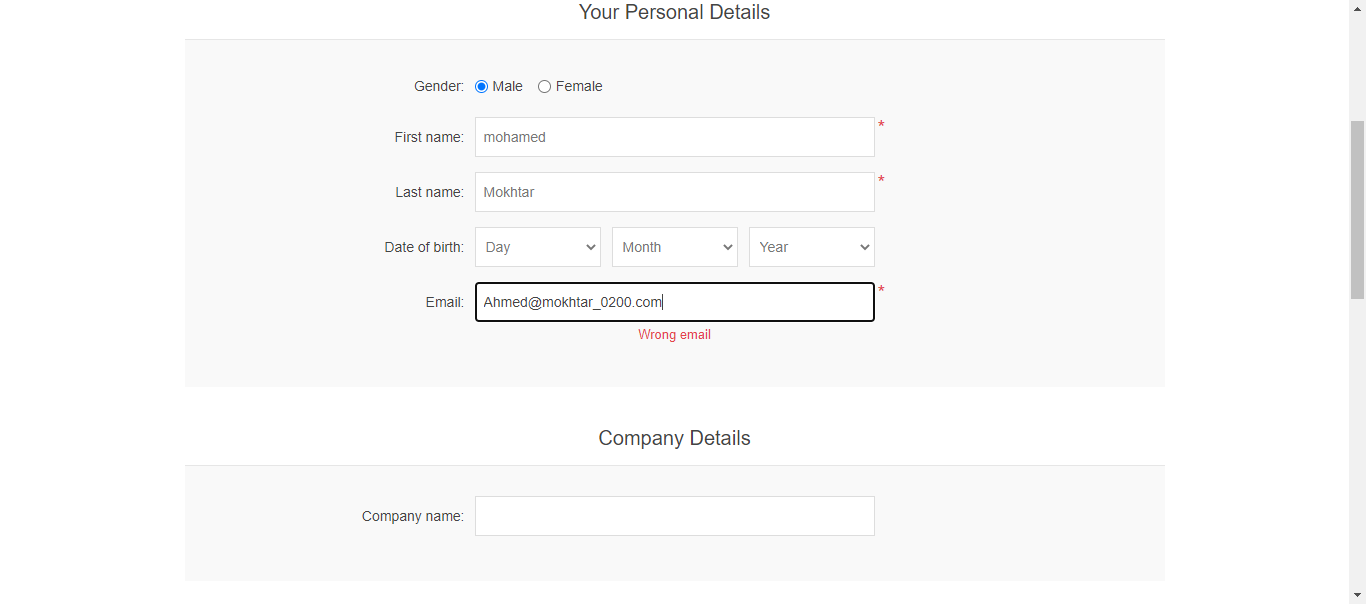 Your Personal Details
Gender: Male Female
First name: mohamed *
Last name: Mokhtar *
Date of birth: Day Month Year
Email: Ahmed@mokhtar_0200.com *
Wrong email
Company Details
Company name: